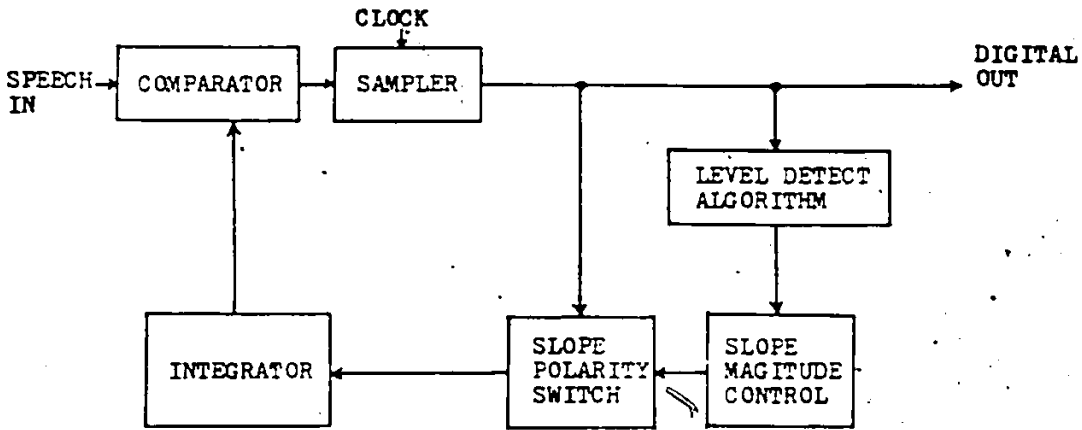 CLOCK
SPEECH
IN
COMPARATOR
SAMPLER
DIGITAL
OUT
LEVEL DETECT
ALGORITHM
INTEGRATOR
SLOPE
POLARITY
SWITCH
SLOPE
MAGITUDE
CONTROL